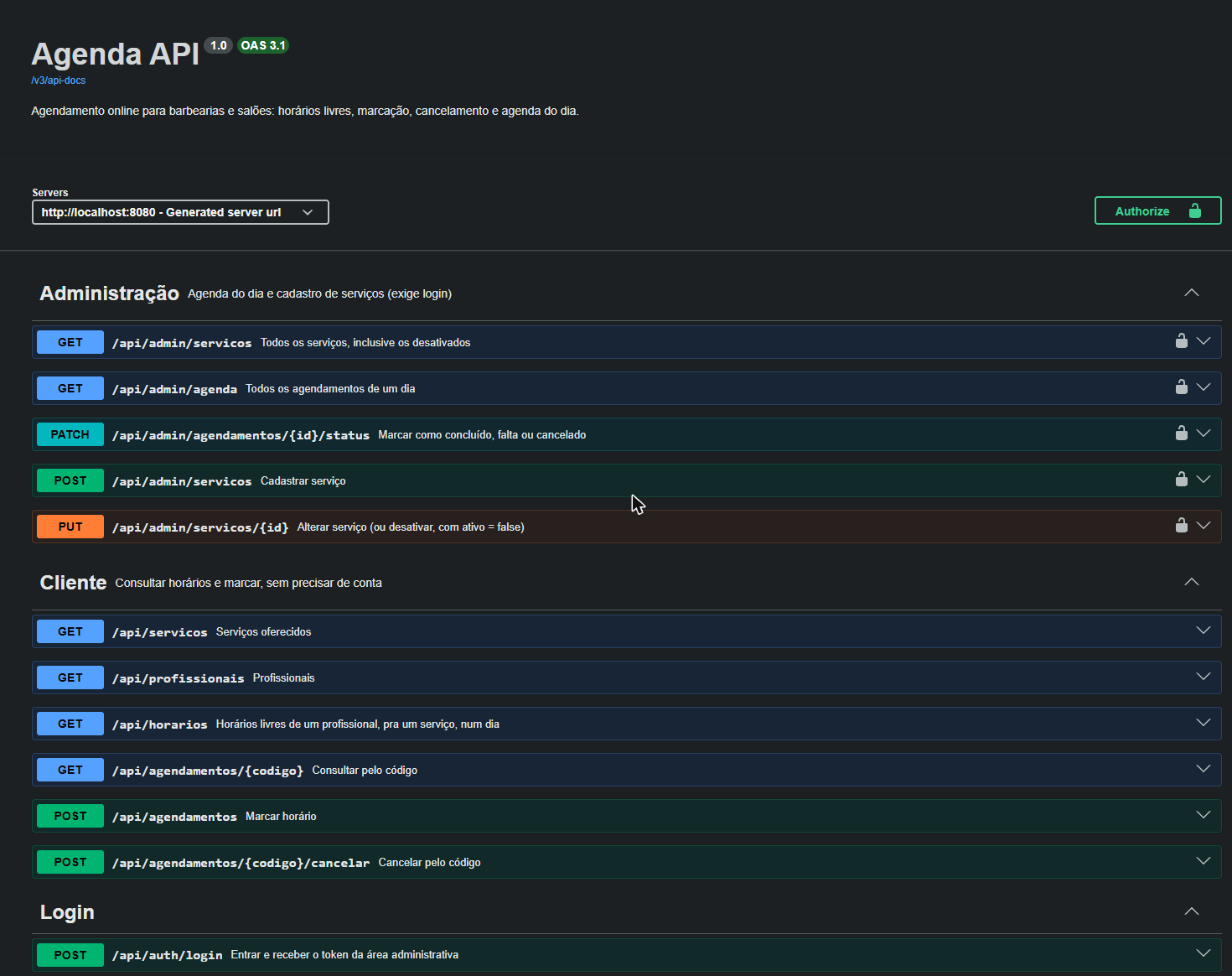 Agenda API 1.0 OAS 3.1
/v3/api-docs
Agendamento online para barbearias e salões: horários livres, marcação, cancelamento e agenda do dia.
Servers
http://localhost:8080 - Generated server url
Authorize
Administração Agenda do dia e cadastro de serviços (exige login)
GET /api/admin/servicos Todos os serviços, inclusive os desativados
GET /api/admin/agenda Todos os agendamentos de um dia
PATCH /api/admin/agendamentos/{id}/status Marcar como concluído, falta ou cancelado
POST /api/admin/servicos Cadastrar serviço
PUT /api/admin/servicos/{id} Alterar serviço (ou desativar, com ativo = false)
Cliente Consultar horários e marcar, sem precisar de conta
GET /api/servicos Serviços oferecidos
GET /api/profissionais Profissionais
GET /api/horarios Horários livres de um profissional, pra um serviço, num dia
GET /api/agendamentos/{codigo} Consultar pelo código
POST /api/agendamentos Marcar horário
POST /api/agendamentos/{codigo}/cancelar Cancelar pelo código
Login
POST /api/auth/login Entrar e receber o token da área administrativa